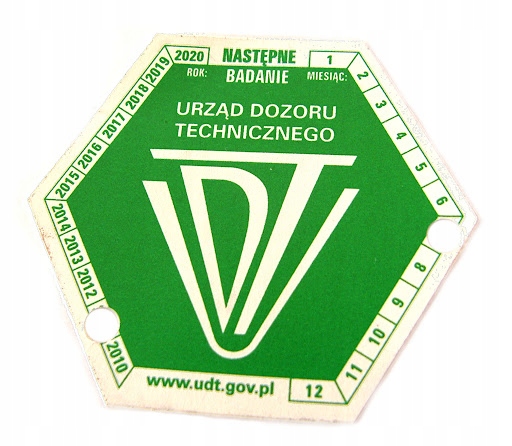 NASTĘPNE
BADANIE
ROK:
MIESIĄC:
URZĄD DOZORU
TECHNICZNEGO
UDT
www.udt.gov.pl
1
2
3
4
5
6
8
9
10
11
12
2010
2012
2013
2014
2015
2016
2017
2018
2019
2020